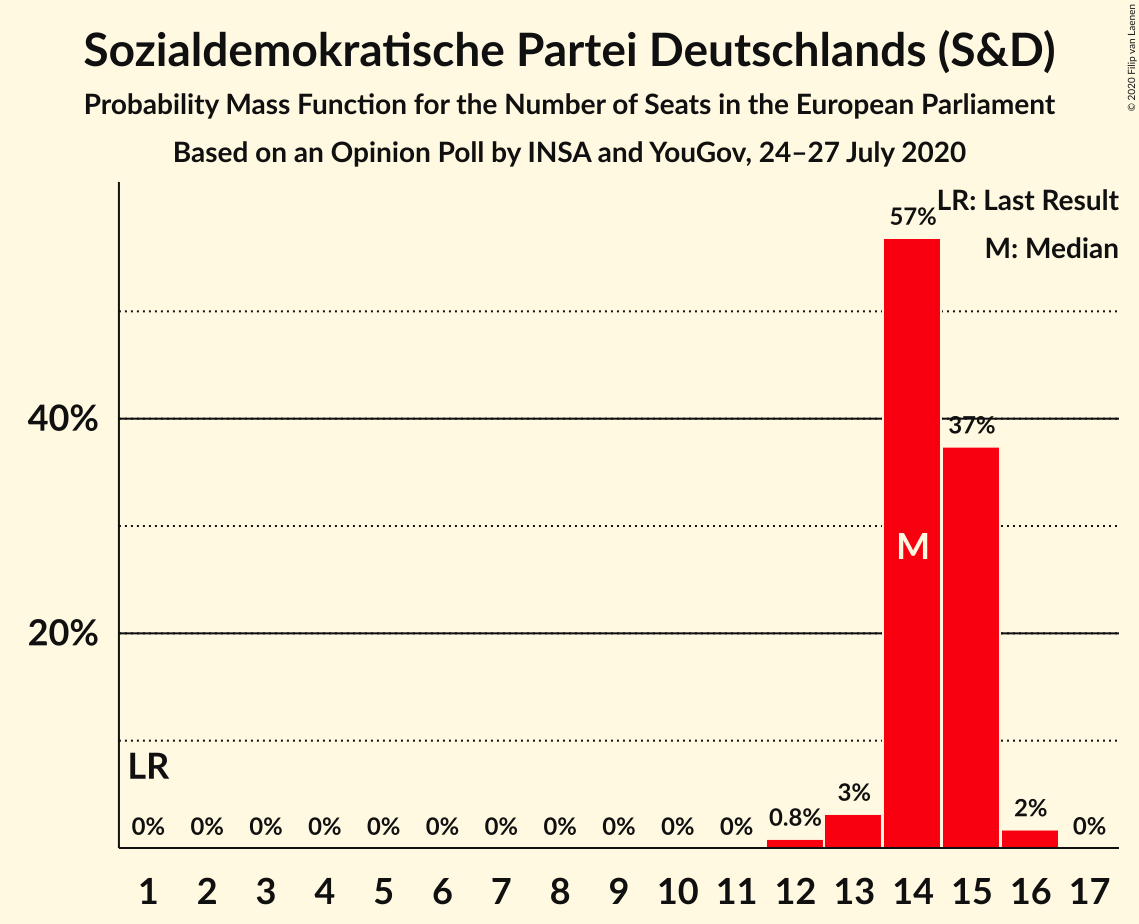 Sozialdemokratische Partei Deutschlands (S&D)
Probability Mass Function for the Number of Seats in the European Parliament
Based on an Opinion Poll by INSA and YouGov, 24–27 July 2020
© 2020 Filip van Laenen
LR: Last Result
M: Median
57%
40%
37%
M
20%
LR
0% 0% 0% 0% 0% 0% 0% 0% 0% 0% 0% 0.8% 3% 2% 0%
1 2 3 4 5 6 7 8 9 10 11 12 13 14 15 16 17